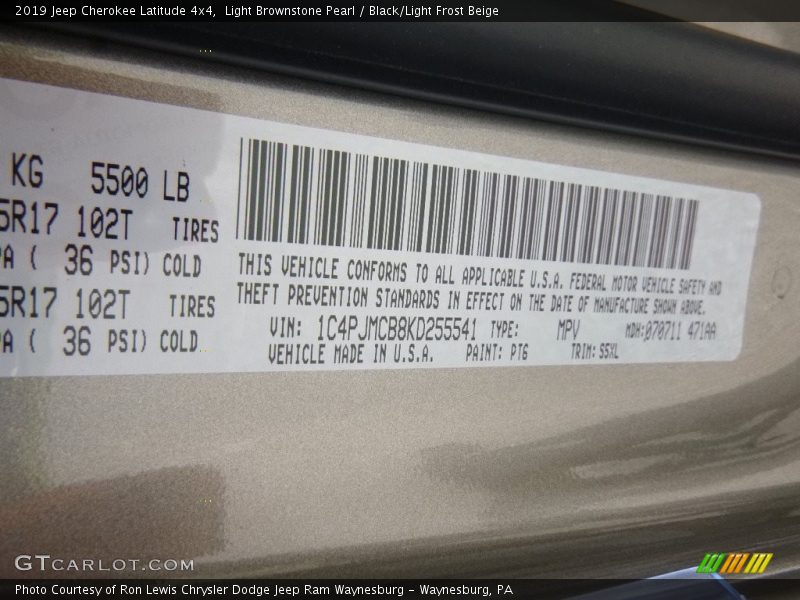 2019 Jeep Cherokee Latitude 4x4,  Light Brownstone Pearl / Black/Light Frost Beige
KG 5500 LB
5R17 102T TIRES
PA ( 36 PSI) COLD
5R17 102T TIRES
PA ( 36 PSI) COLD
THIS VEHICLE CONFORMS TO ALL APPLICABLE U.S.A. FEDERAL MOTOR VEHICLE SAFETY AND
THEFT PREVENTION STANDARDS IN EFFECT ON THE DATE OF MANUFACTURE SHOWN ABOVE.
VIN: 1C4PJMCB8KD255541 TYPE: MPV MDH:070711 471AA
VEHICLE MADE IN U.S.A. PAINT: PTG TRIM: S5XL
GTCARLOT.COM
Photo Courtesy of Ron Lewis Chrysler Dodge Jeep Ram Waynesburg – Waynesburg, PA